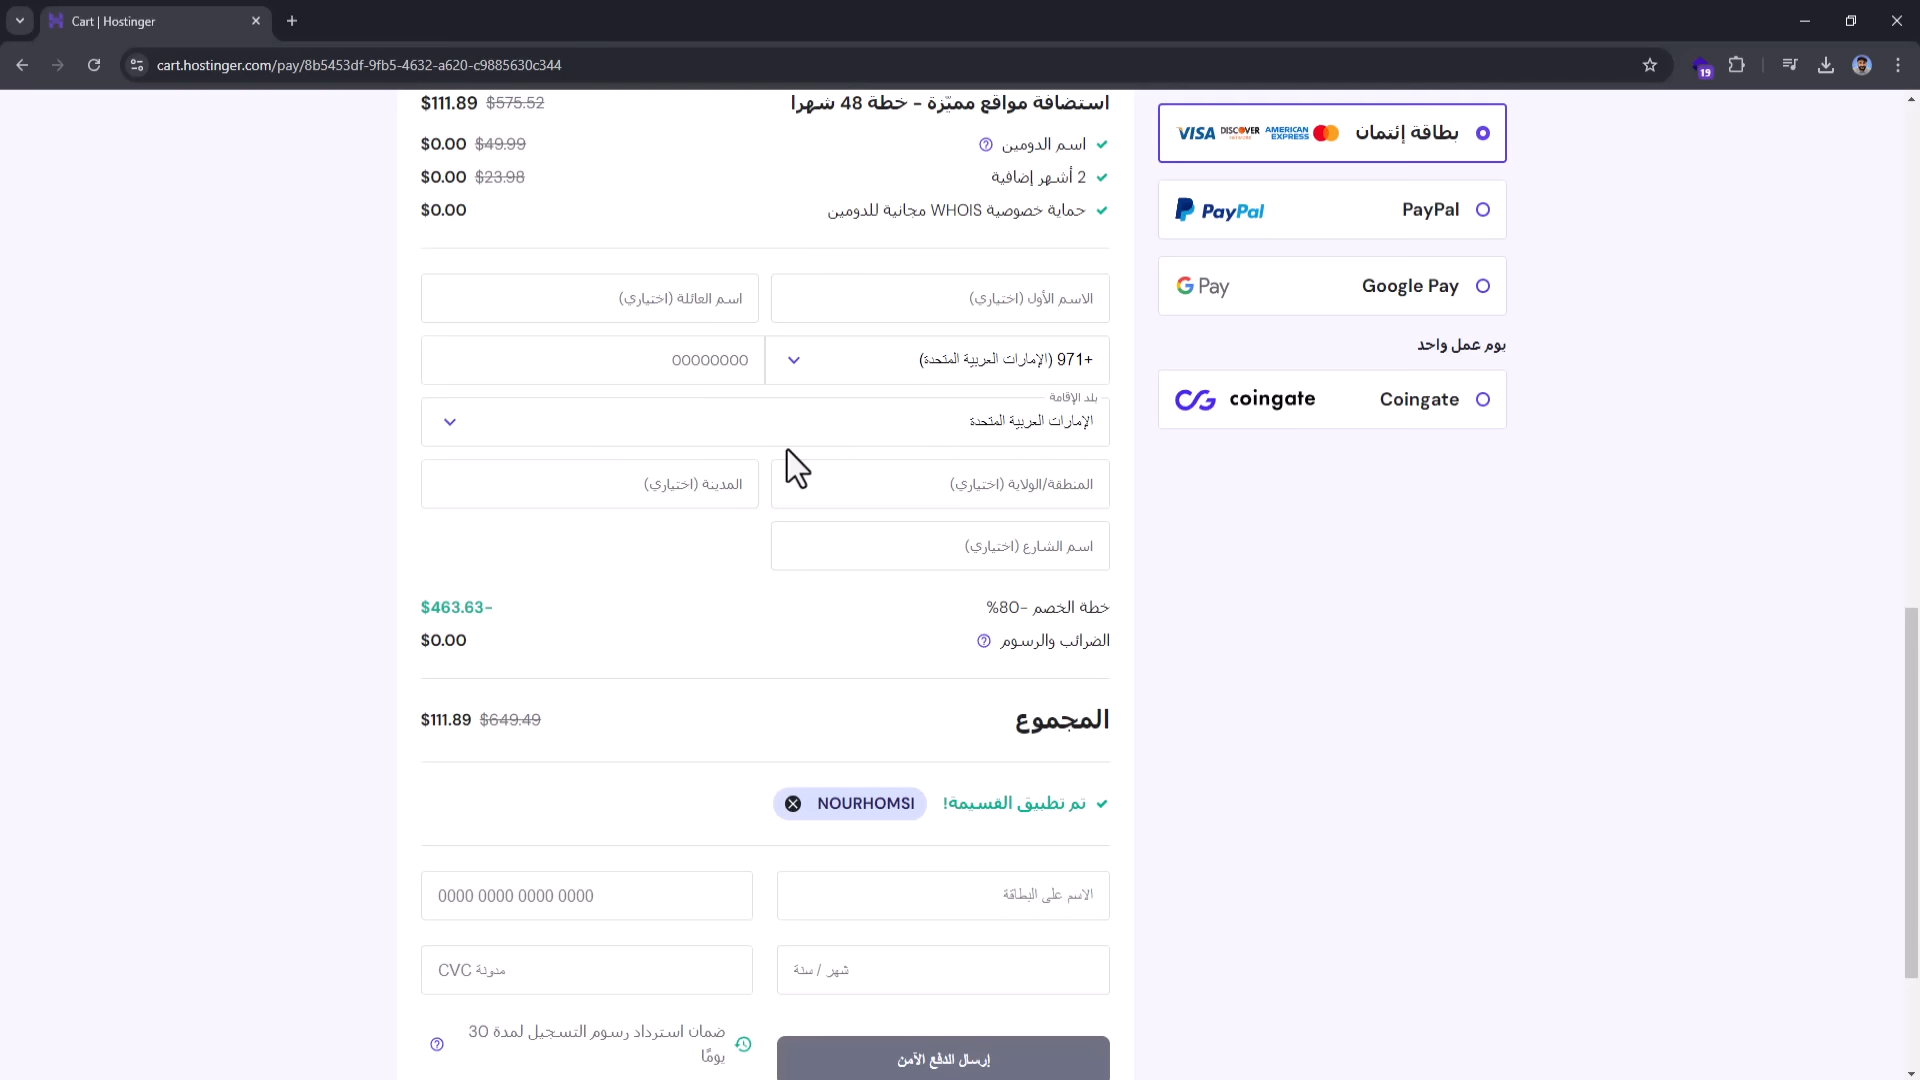 Cart | Hostinger
cart.hostinger.com/pay/8b5453df-9fb5-4632-a620-c9885630c344
19
استضافة مواقع مميّزة - خطة 48 شهرا $575.52 $111.89
اسم الدومين $49.99 $0.00
2 أشهر إضافية $23.98 $0.00
حماية خصوصية WHOIS مجانية للدومين $0.00
الاسم الأول (اختياري) اسم العائلة (اختياري)
+971 (الإمارات العربية المتحدة) 00000000
بلد الإقامة
الإمارات العربية المتحدة
المنطقة/الولاية (اختياري) المدينة (اختياري)
اسم الشارع (اختياري)
خطة الخصم -80% -$463.63
الضرائب والرسوم $0.00
المجموع $649.49 $111.89
تم تطبيق القسيمة! NOURHOMSI
الاسم على البطاقة 0000 0000 0000 0000
شهر / سنة مدونة CVC
إرسال الدفع الآمن
ضمان استرداد رسوم التسجيل لمدة 30
يومًا
بطاقة إئتمان VISA DISCOVER AMERICAN EXPRESS
PayPal PayPal
Google Pay G Pay
يوم عمل واحد
Coingate coingate